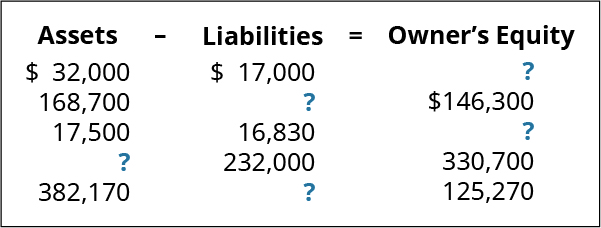 Assets – Liabilities = Owner’s Equity
$ 32,000 $ 17,000 ?
168,700 ? $146,300
17,500 16,830 ?
? 232,000 330,700
382,170 ? 125,270